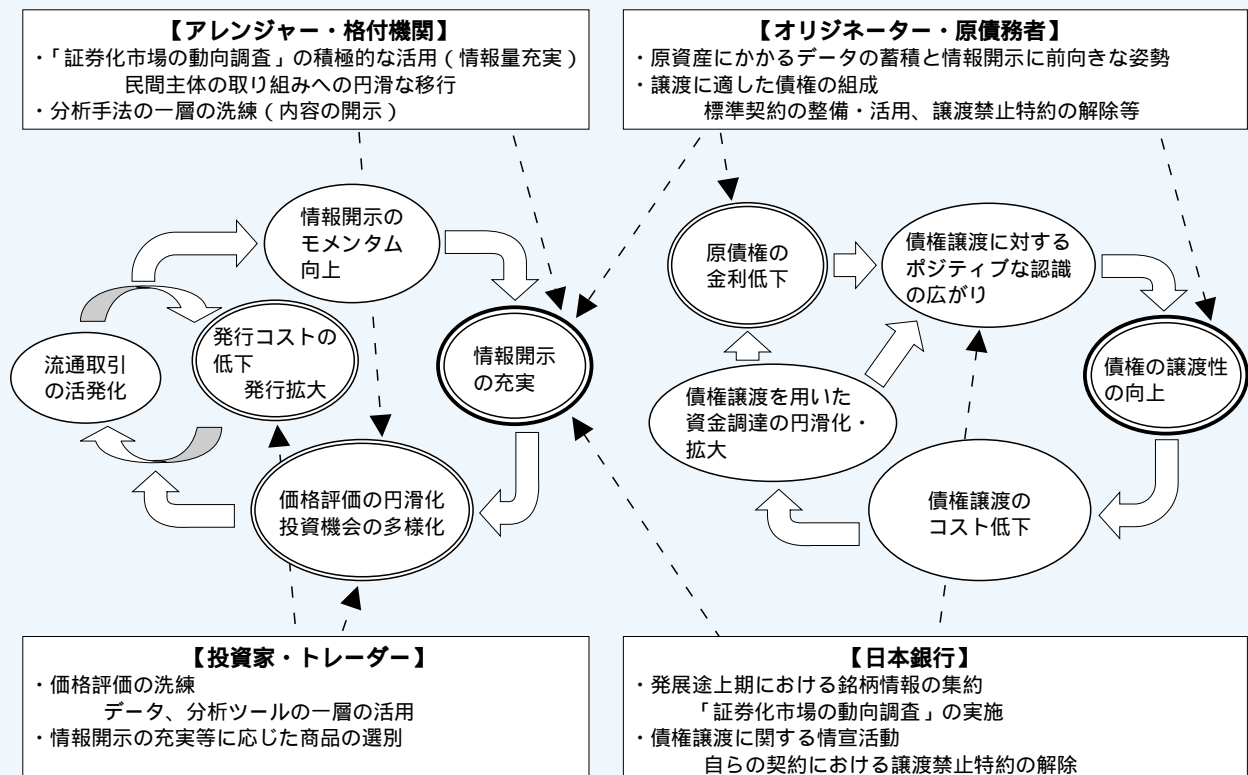 【アレンジャー・格付機関】
・「証券化市場の動向調査」の積極的な活用(情報量充実)
民間主体の取り組みへの円滑な移行
・分析手法の一層の洗練(内容の開示)
【オリジネーター・原債務者】
・原資産にかかるデータの蓄積と情報開示に前向きな姿勢
・譲渡に適した債権の組成
標準契約の整備・活用、譲渡禁止特約の解除等
情報開示の
モメンタム
向上
発行コストの
低下
発行拡大
流通取引
の活発化
情報開示
の充実
価格評価の円滑化
投資機会の多様化
原債権の
金利低下
債権譲渡に対する
ポジティブな認識
の広がり
債権の譲渡性
の向上
債権譲渡を用いた
資金調達の円滑化・
拡大
債権譲渡の
コスト低下
【投資家・トレーダー】
・価格評価の洗練
データ、分析ツールの一層の活用
・情報開示の充実等に応じた商品の選別
【日本銀行】
・発展途上期における銘柄情報の集約
「証券化市場の動向調査」の実施
・債権譲渡に関する情宣活動
自らの契約における譲渡禁止特約の解除